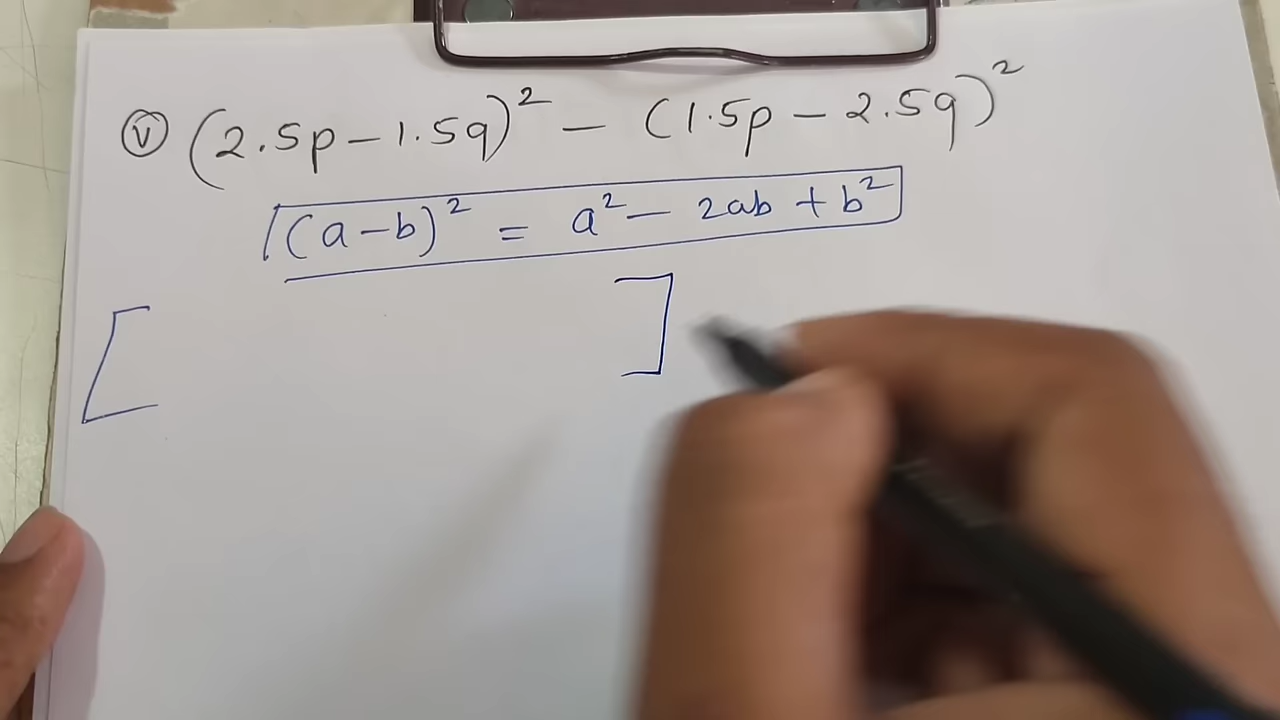 ⓥ (2.5p - 1.5q)² - (1.5p - 2.5q)²
(a-b)² = a² - 2ab + b²
[ ]